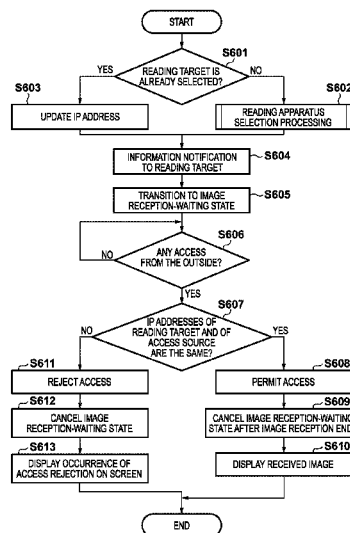 START
S601
READING TARGET IS
ALREADY SELECTED?
YES
NO
S603
UPDATE IP ADDRESS
S602
READING APPARATUS
SELECTION PROCESSING
INFORMATION NOTIFICATION
TO READING TARGET
S604
TRANSITION TO IMAGE
RECEPTION-WAITING STATE
S605
S606
ANY ACCESS
FROM THE OUTSIDE?
NO
YES
S607
IP ADDRESSES OF
READING TARGET AND OF
ACCESS SOURCE
ARE THE SAME?
NO
YES
S611
REJECT ACCESS
S608
PERMIT ACCESS
S612
CANCEL IMAGE
RECEPTION-WAITING STATE
S609
CANCEL IMAGE RECEPTION-WAITING
STATE AFTER IMAGE RECEPTION END
S613
DISPLAY OCCURRENCE OF
ACCESS REJECTION ON SCREEN
S610
DISPLAY RECEIVED IMAGE
END